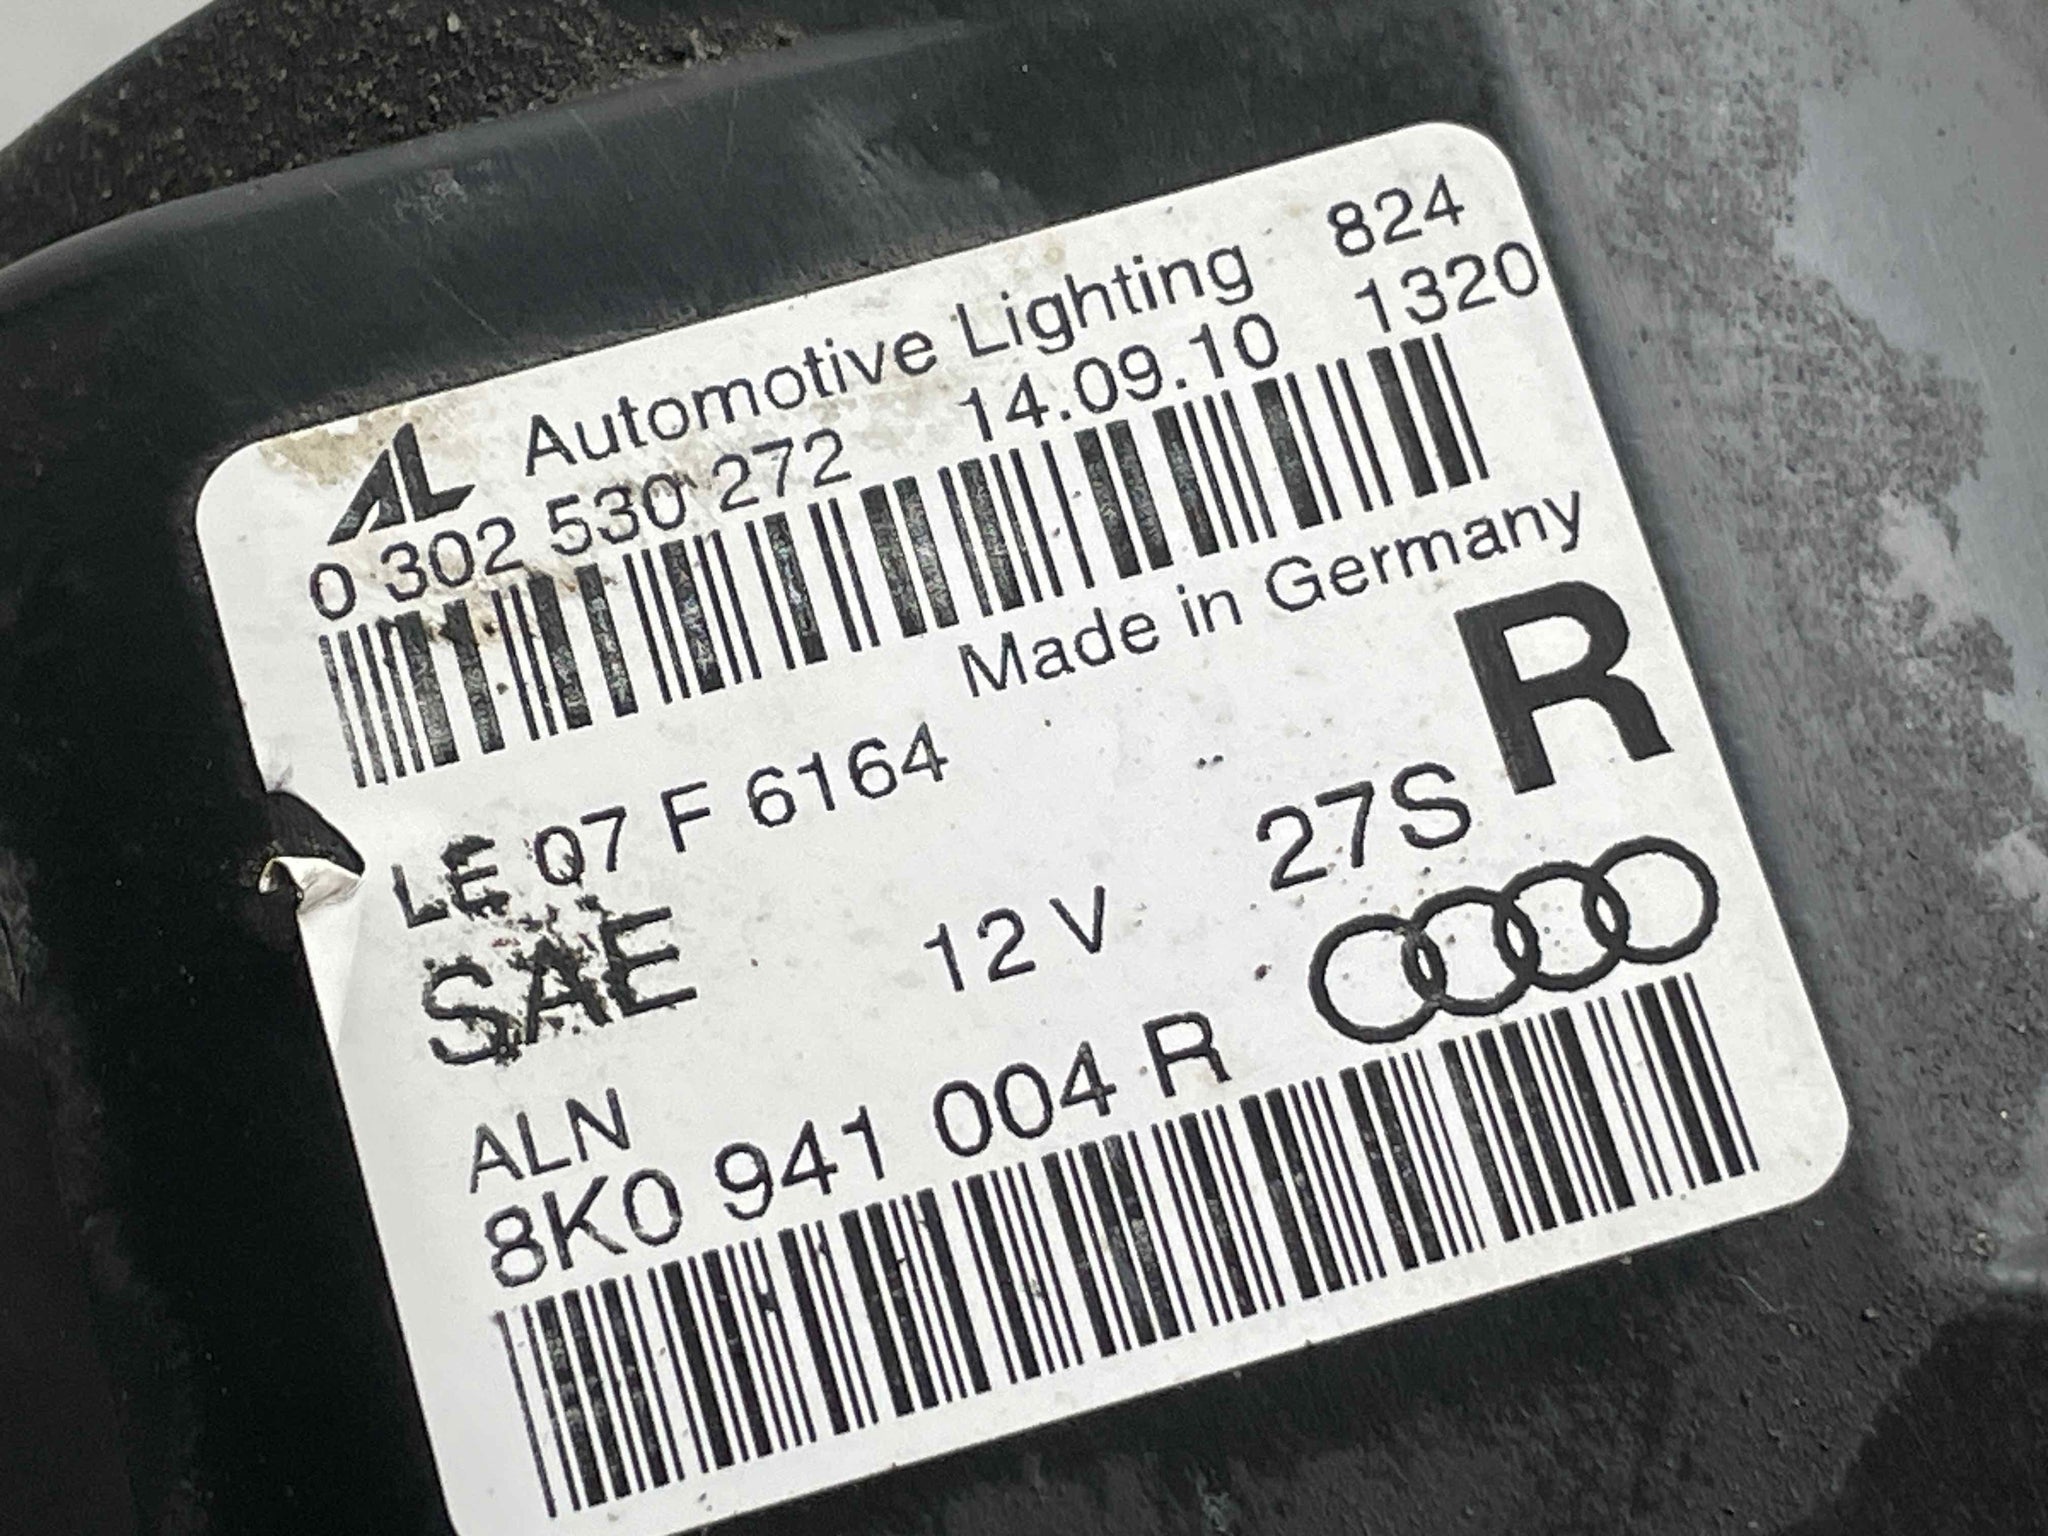 AL Automotive Lighting 824
0 302 530 272 14.09.10 1320
Made in Germany
R
LE 07 F 6164
27S
SAE 12 V
ALN
8K0 941 004 R